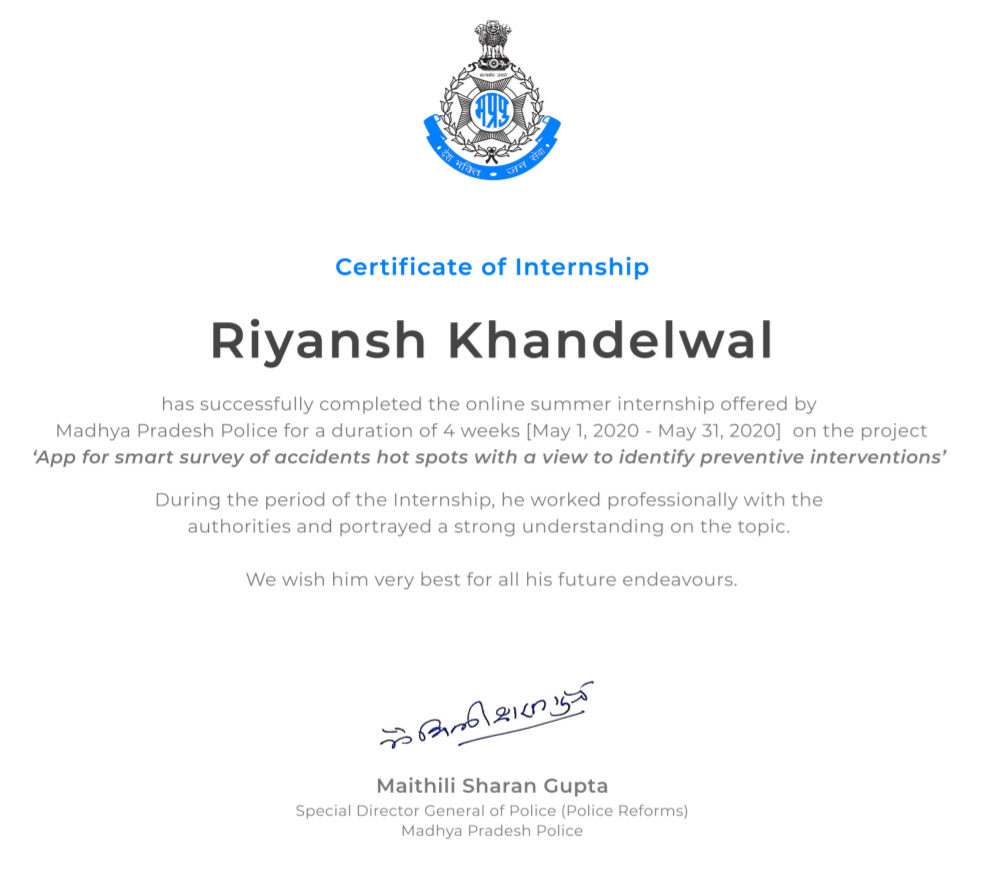 सत्यमेव जयते
मप्रपु
• देश भक्ति • जन सेवा •
Certificate of Internship
Riyansh Khandelwal
has successfully completed the online summer internship offered by
Madhya Pradesh Police for a duration of 4 weeks [May 1, 2020 - May 31, 2020]  on the project
‘App for smart survey of accidents hot spots with a view to identify preventive interventions’
During the period of the Internship, he worked professionally with the
authorities and portrayed a strong understanding on the topic.
We wish him very best for all his future endeavours.
Maithili Sharan Gupta
Special Director General of Police (Police Reforms)
Madhya Pradesh Police